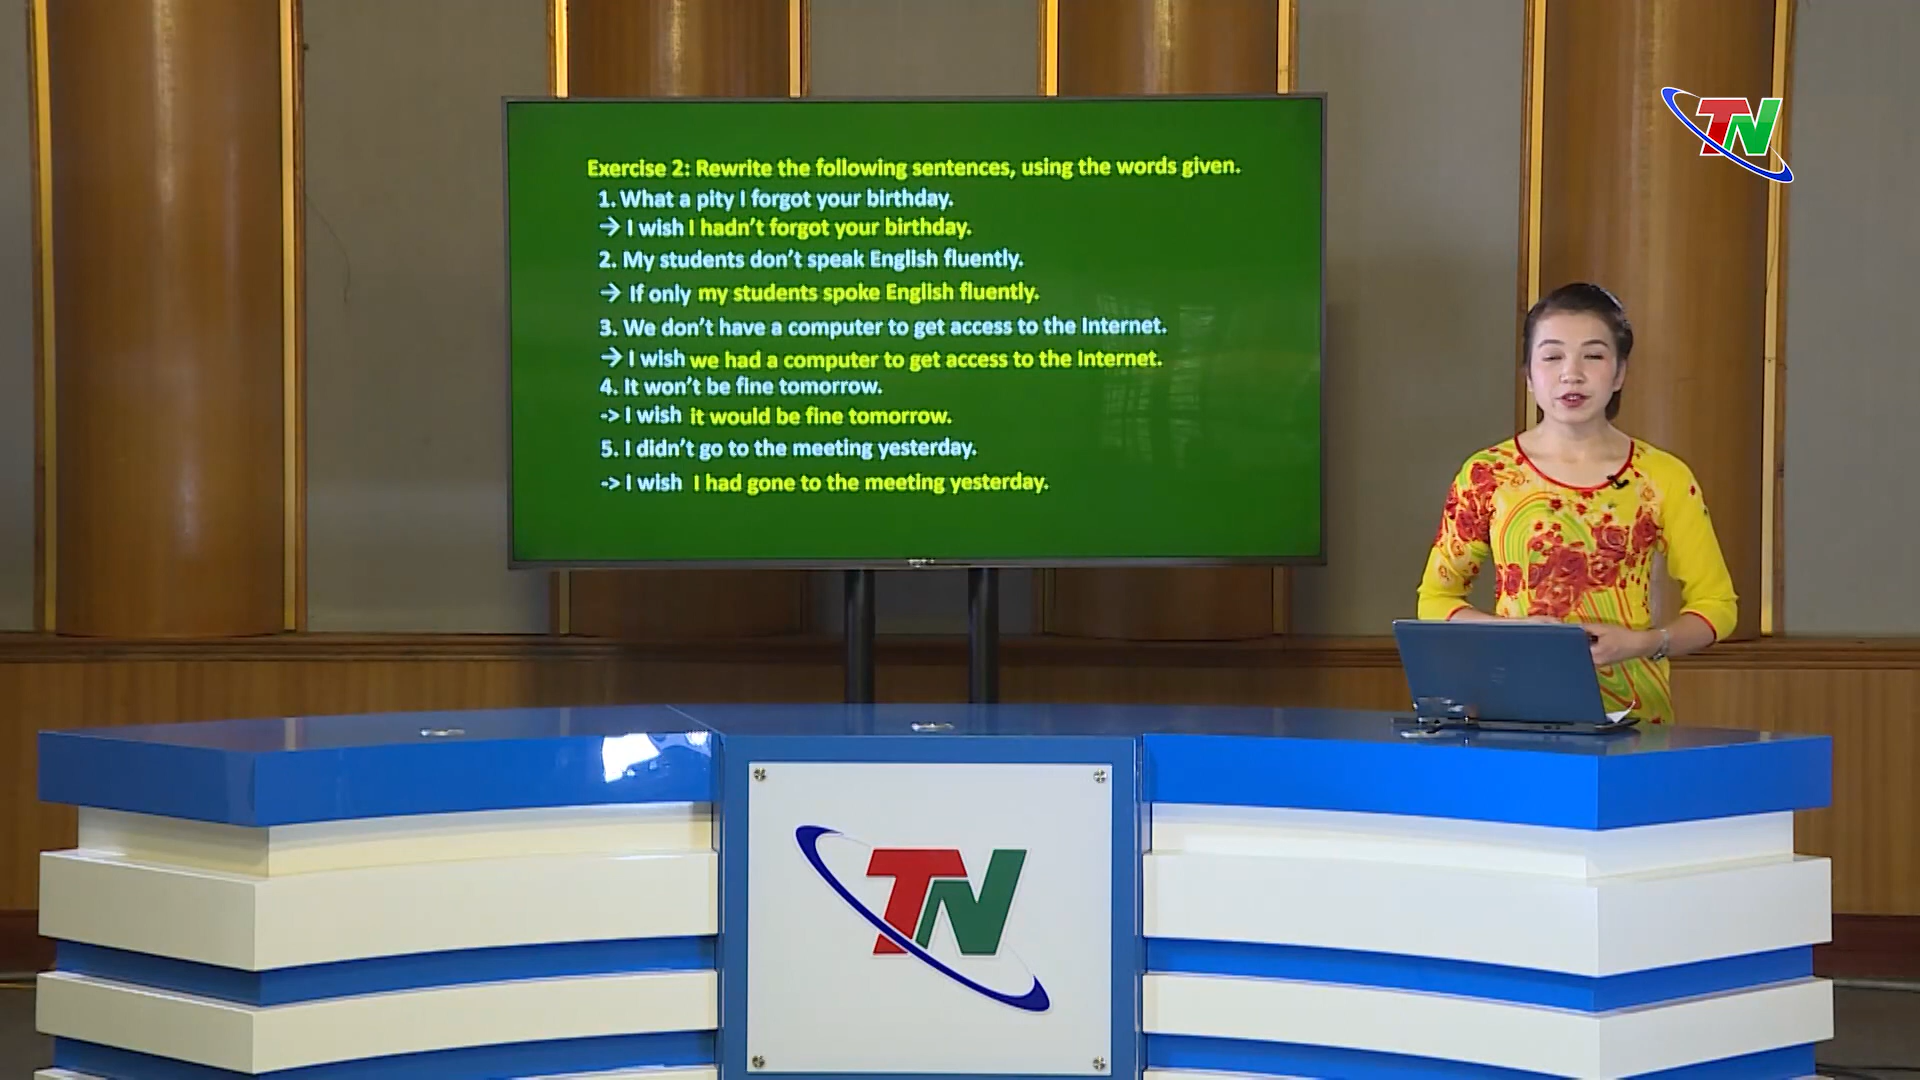 TN
Exercise 2: Rewrite the following sentences, using the words given.
1. What a pity I forgot your birthday.
→ I wish I hadn't forgot your birthday.
2. My students don't speak English fluently.
→ If only my students spoke English fluently.
3. We don't have a computer to get access to the Internet.
→ I wish we had a computer to get access to the Internet.
4. It won't be fine tomorrow.
-> I wish it would be fine tomorrow.
5. I didn't go to the meeting yesterday.
-> I wish I had gone to the meeting yesterday.
TN